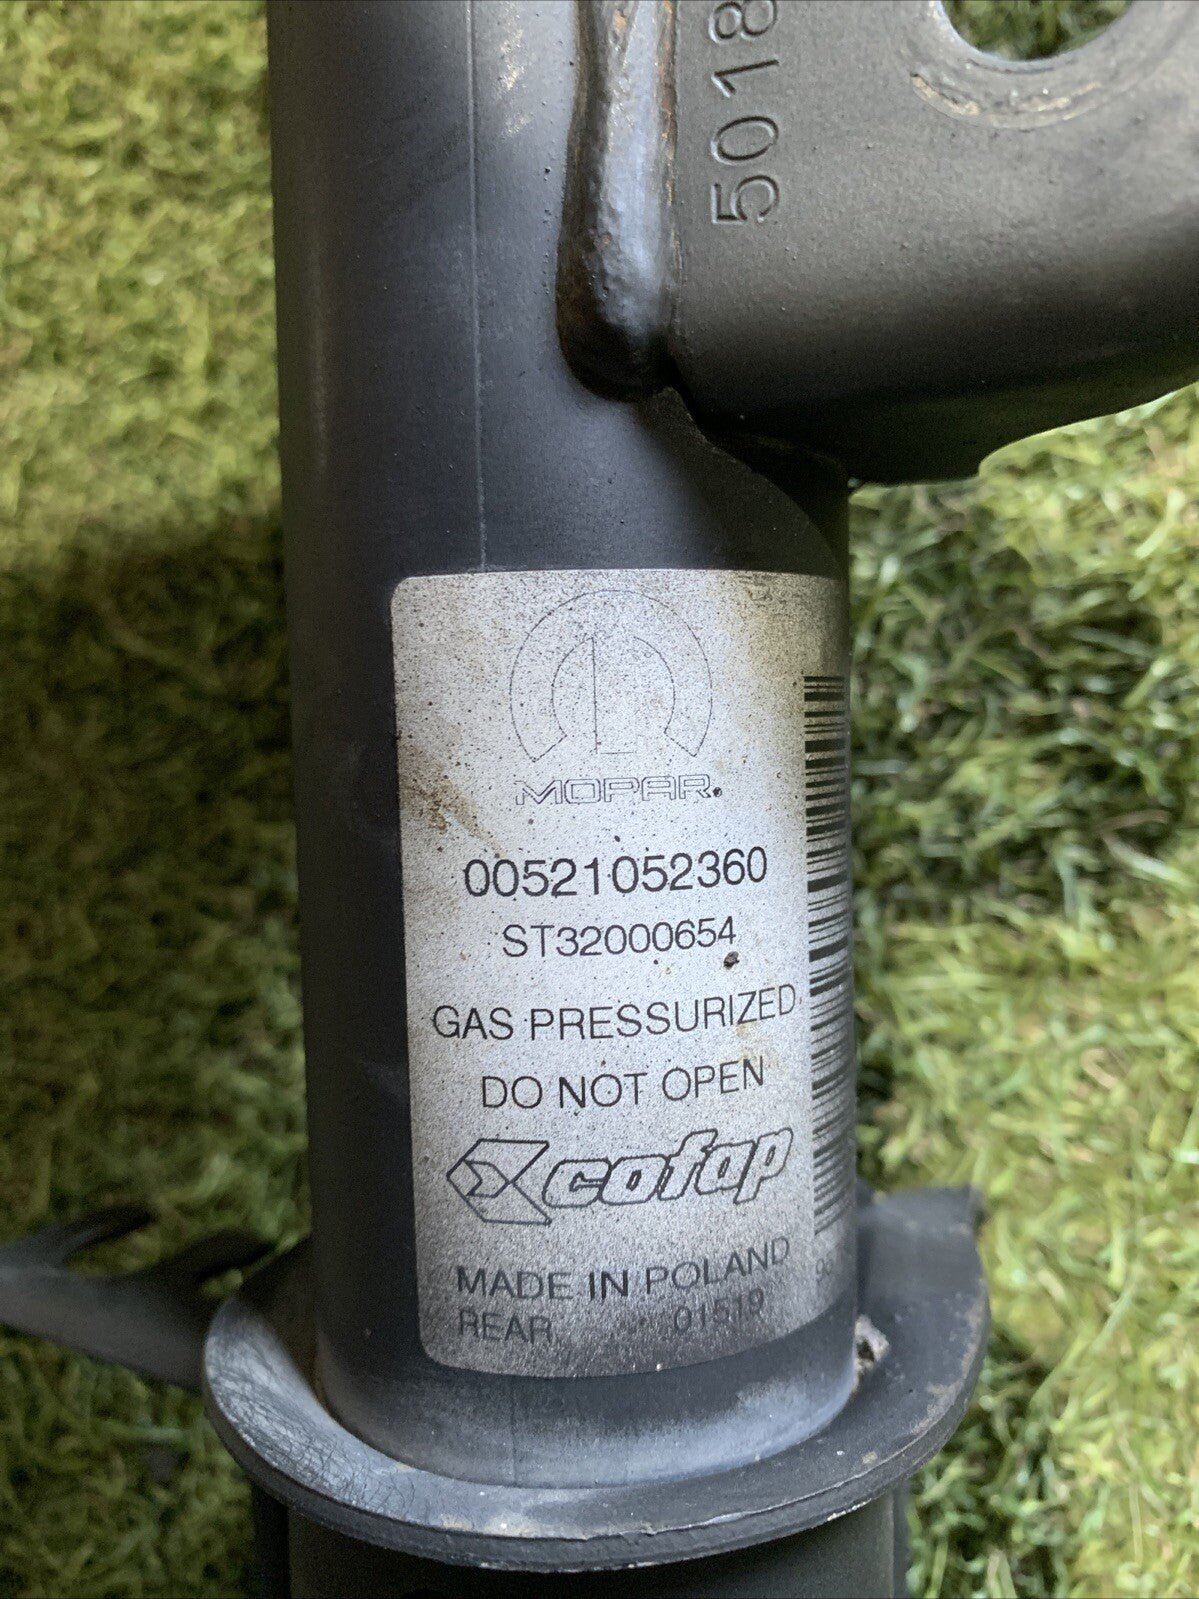 5018
MOPAR.
00521052360
ST32000654
GAS PRESSURIZED
DO NOT OPEN
cofap
MADE IN POLAND
REAR 01519